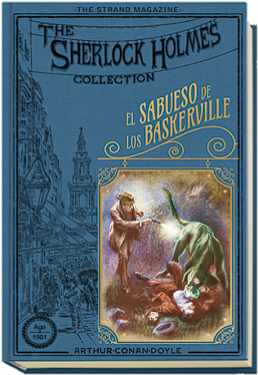 ·THE STRAND MAGAZINE·
THE
SHERLOCK HOLMES
COLLECTION
EL SABUESO DE
LOS BASKERVILLE
Ago
1901
ARTHUR·CONAN·DOYLE